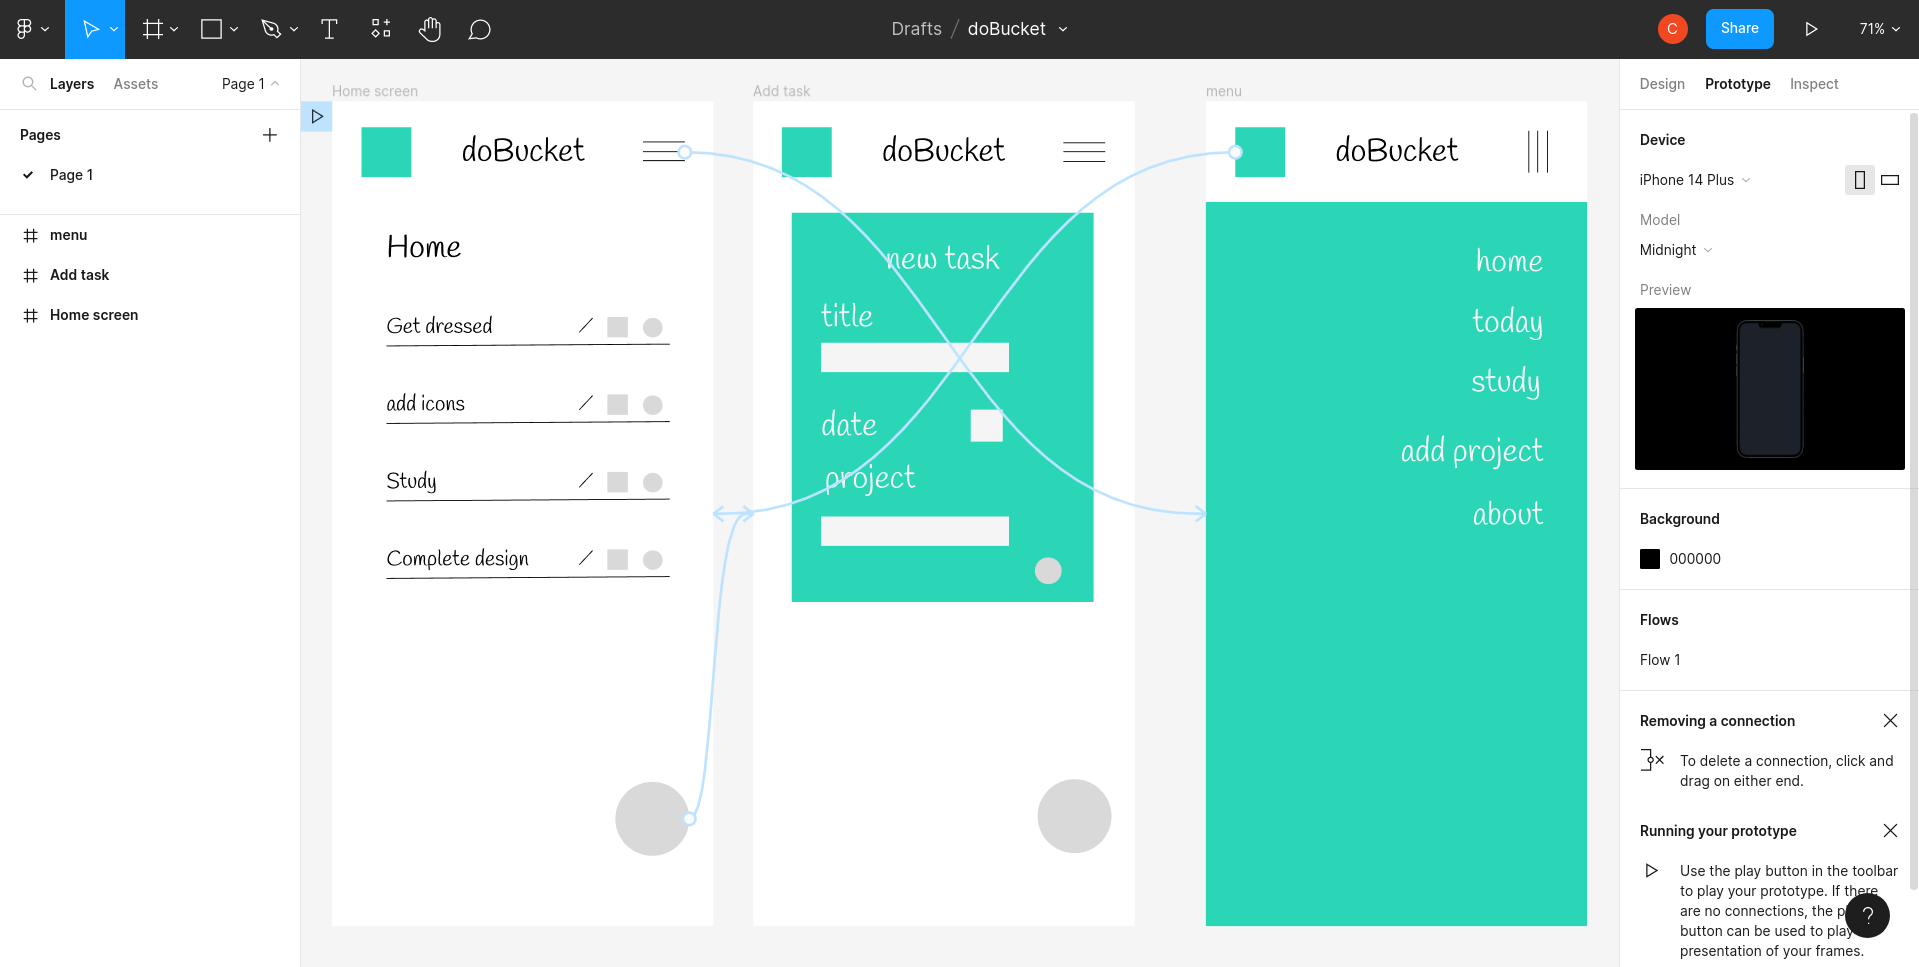 Drafts / doBucket
C
Share
71%
Layers
Assets
Page 1
Pages
Page 1
menu
Add task
Home screen
Home screen
doBucket
Home
Get dressed
add icons
Study
Complete design
Add task
doBucket
new task
title
date
project
menu
doBucket
home
today
study
add project
about
Design
Prototype
Inspect
Device
iPhone 14 Plus
Model
Midnight
Preview
Background
000000
Flows
Flow 1
Removing a connection
To delete a connection, click and
drag on either end.
Running your prototype
Use the play button in the toolbar
to play your prototype. If there
are no connections, the
button can be used to play
presentation of your frames.
?